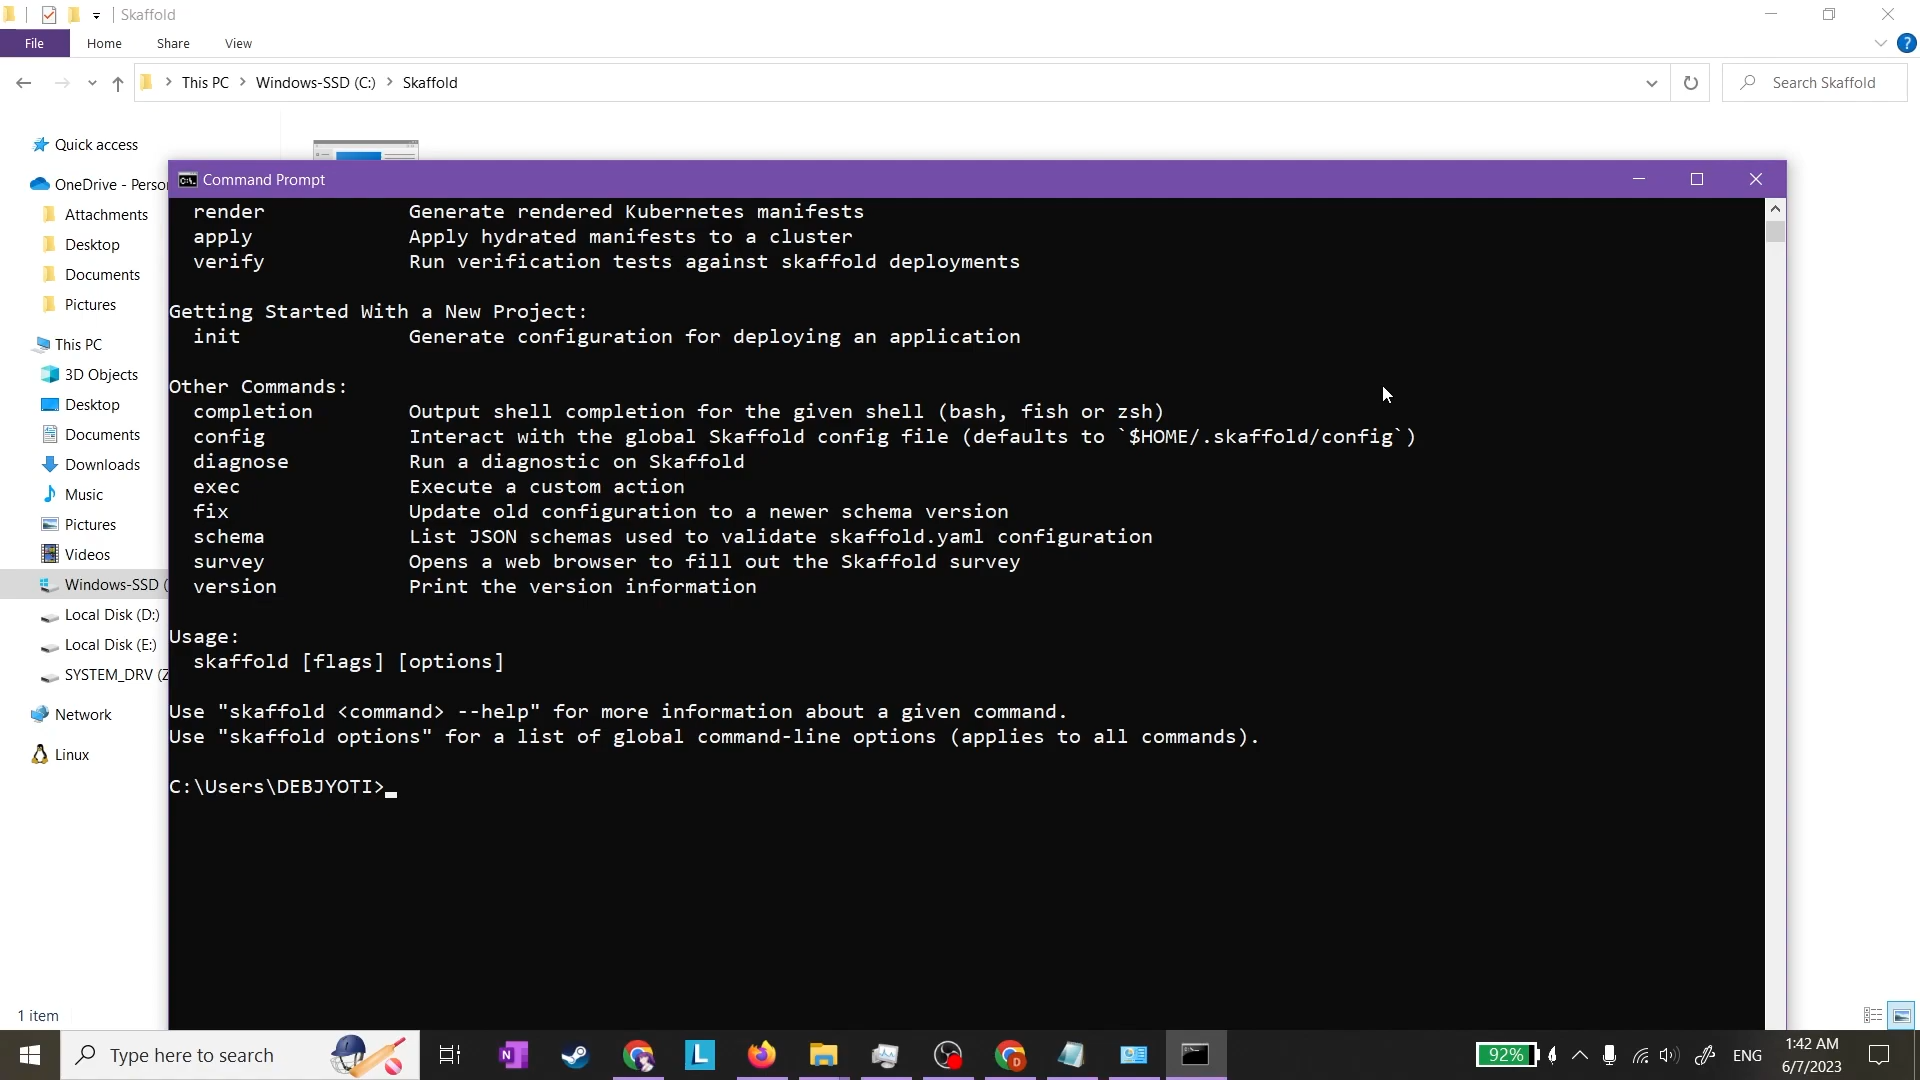 Skaffold
File Home Share View
This PC Windows-SSD (C:) Skaffold
Search Skaffold
Quick access
OneDrive - Perso
Attachments
Desktop
Documents
Pictures
This PC
3D Objects
Desktop
Documents
Downloads
Music
Pictures
Videos
Windows-SSD (
Local Disk (D:)
Local Disk (E:)
SYSTEM_DRV (Z
Network
Linux
1 item
Command Prompt
render Generate rendered Kubernetes manifests
apply Apply hydrated manifests to a cluster
verify Run verification tests against skaffold deployments
Getting Started With a New Project:
init Generate configuration for deploying an application
Other Commands:
completion Output shell completion for the given shell (bash, fish or zsh)
config Interact with the global Skaffold config file (defaults to `$HOME/.skaffold/config`)
diagnose Run a diagnostic on Skaffold
exec Execute a custom action
fix Update old configuration to a newer schema version
schema List JSON schemas used to validate skaffold.yaml configuration
survey Opens a web browser to fill out the Skaffold survey
version Print the version information
Usage:
skaffold [flags] [options]
Use "skaffold <command> --help" for more information about a given command.
Use "skaffold options" for a list of global command-line options (applies to all commands).
C:\Users\DEBJYOTI>
Type here to search
92%
ENG
1:42 AM
6/7/2023